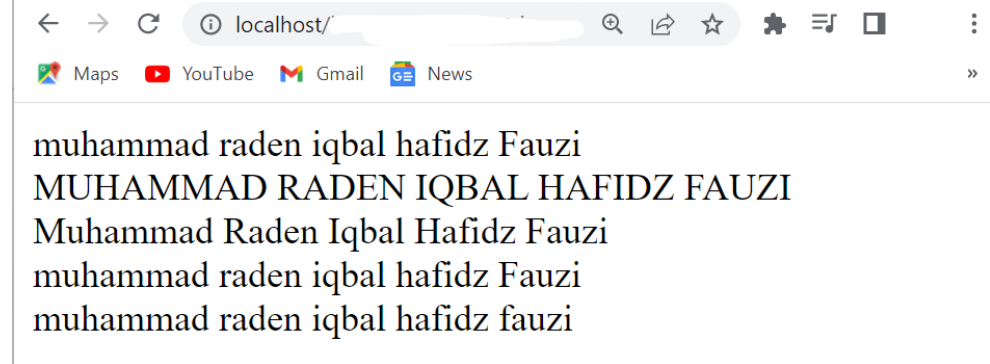 localhost/
Maps YouTube Gmail GE News
muhammad raden iqbal hafidz Fauzi
MUHAMMAD RADEN IQBAL HAFIDZ FAUZI
Muhammad Raden Iqbal Hafidz Fauzi
muhammad raden iqbal hafidz Fauzi
muhammad raden iqbal hafidz fauzi